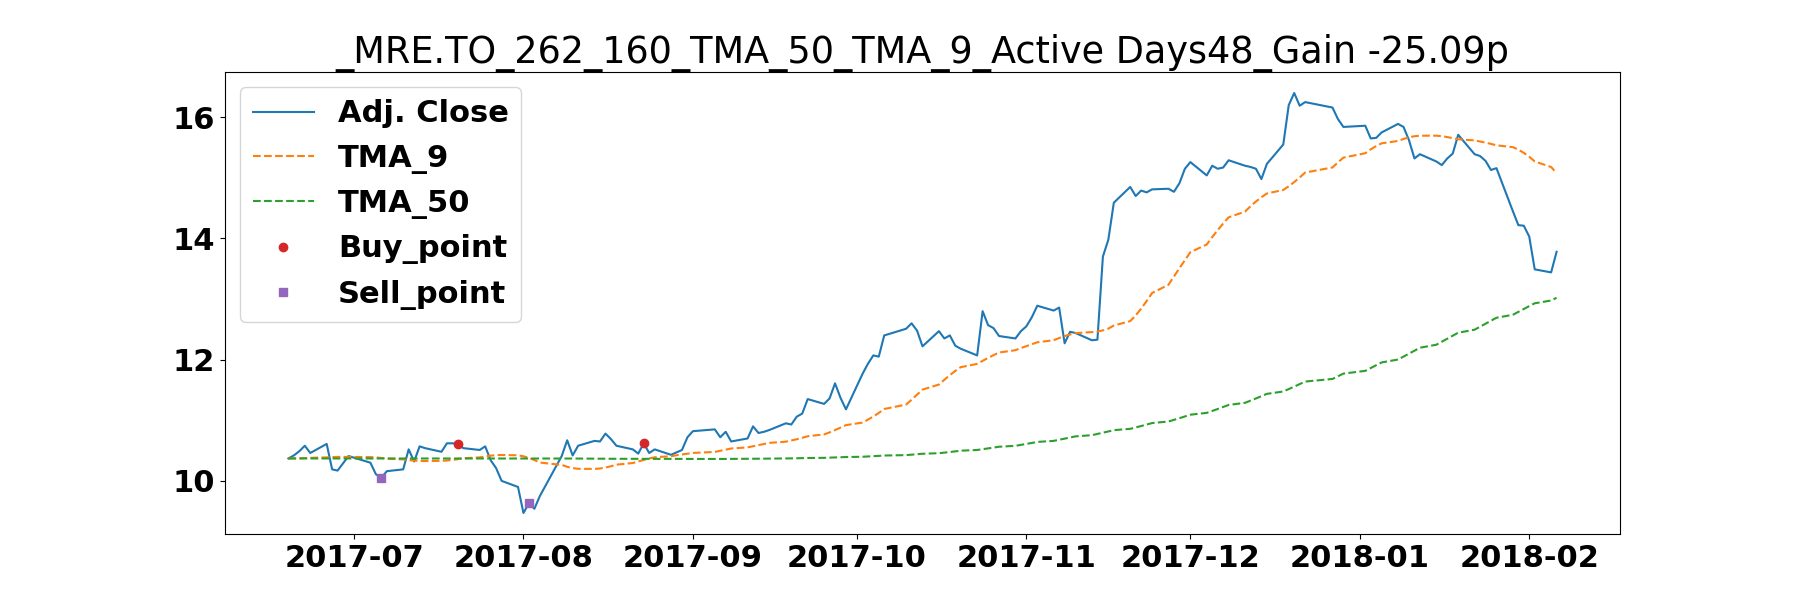 _MRE.TO_262_160_TMA_50_TMA_9_Active Days48_Gain -25.09p
Adj. Close
TMA_9
TMA_50
Buy_point
Sell_point
16
14
12
10
2017-07 2017-08 2017-09 2017-10 2017-11 2017-12 2018-01 2018-02